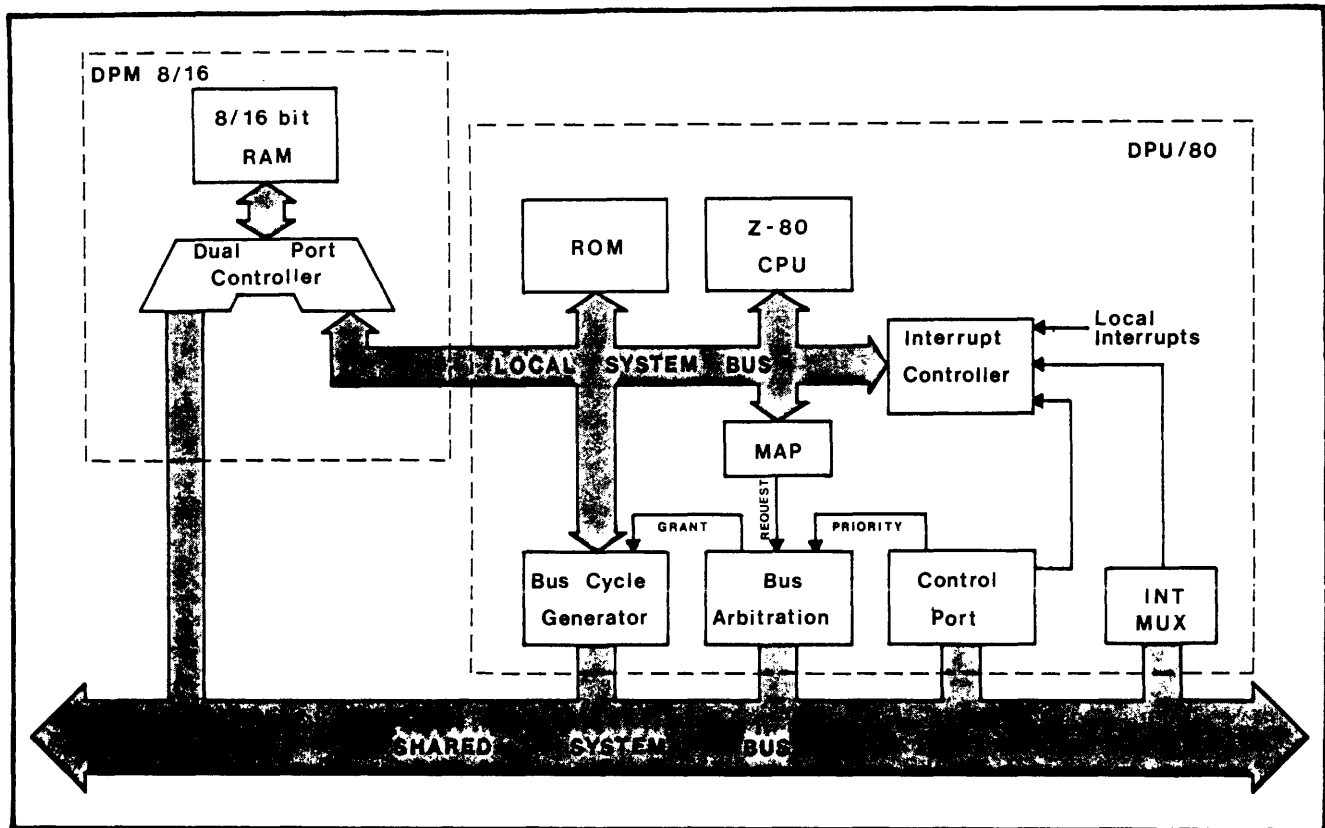 DPM 8/16
8/16 bit
RAM
Dual Port
Controller
DPU/80
ROM
Z-80
CPU
Interrupt
Controller
Local
Interrupts
LOCAL SYSTEM BUS
MAP
REQUEST
GRANT
PRIORITY
Bus Cycle
Generator
Bus
Arbitration
Control
Port
INT
MUX
SHARED SYSTEM BUS